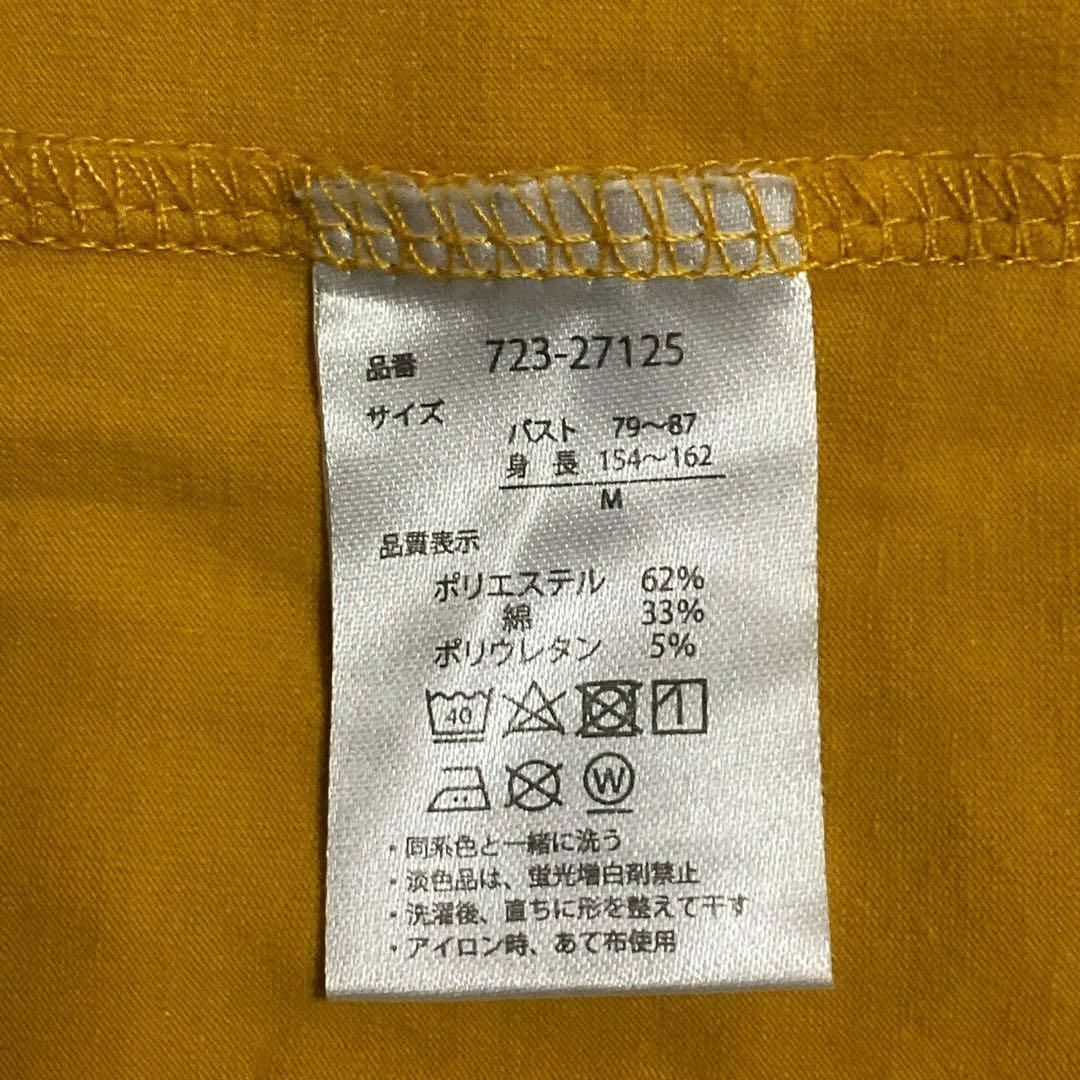 品番 723-27125
サイズ
バスト 79〜87
身長 154〜162
M
品質表示
ポリエステル 62%
綿 33%
ポリウレタン 5%
40
W
・同系色と一緒に洗う
・淡色品は、蛍光増白剤禁止
・洗濯後、直ちに形を整えて干す
・アイロン時、あて布使用